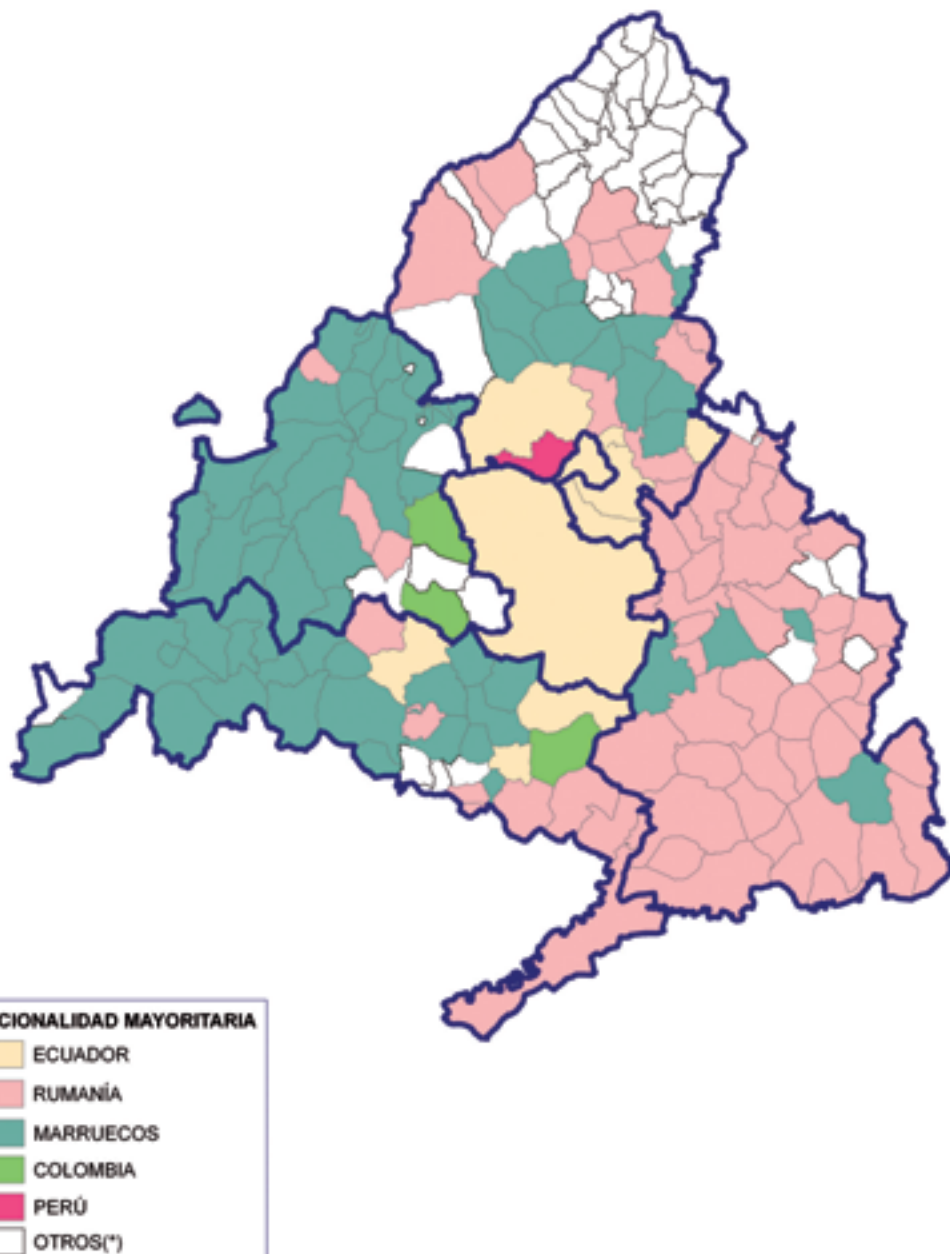 CIONALIDAD MAYORITARIA
ECUADOR
RUMANÍA
MARRUECOS
COLOMBIA
PERÚ
OTROS(*)